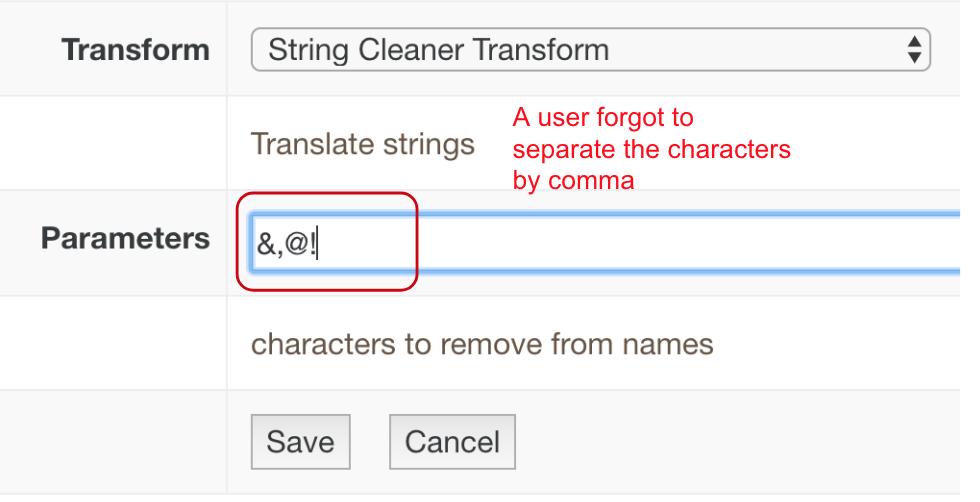 Transform
String Cleaner Transform
Translate strings
A user forgot to
separate the characters
by comma
Parameters
&,@!
characters to remove from names
Save
Cancel